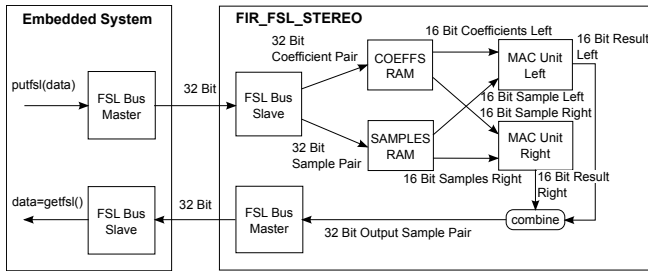 Embedded System
FIR_FSL_STEREO
putfsl(data)
FSL Bus
Master
32 Bit
FSL Bus
Slave
32 Bit
Coefficient Pair
COEFFS
RAM
16 Bit Coefficients Left
MAC Unit
Left
16 Bit Result
Left
16 Bit Sample Left
16 Bit Sample Right
32 Bit
Sample Pair
SAMPLES
RAM
MAC Unit
Right
16 Bit Samples Right
16 Bit Result
Right
data=getfsl()
FSL Bus
Slave
32 Bit
FSL Bus
Master
32 Bit Output Sample Pair
combine